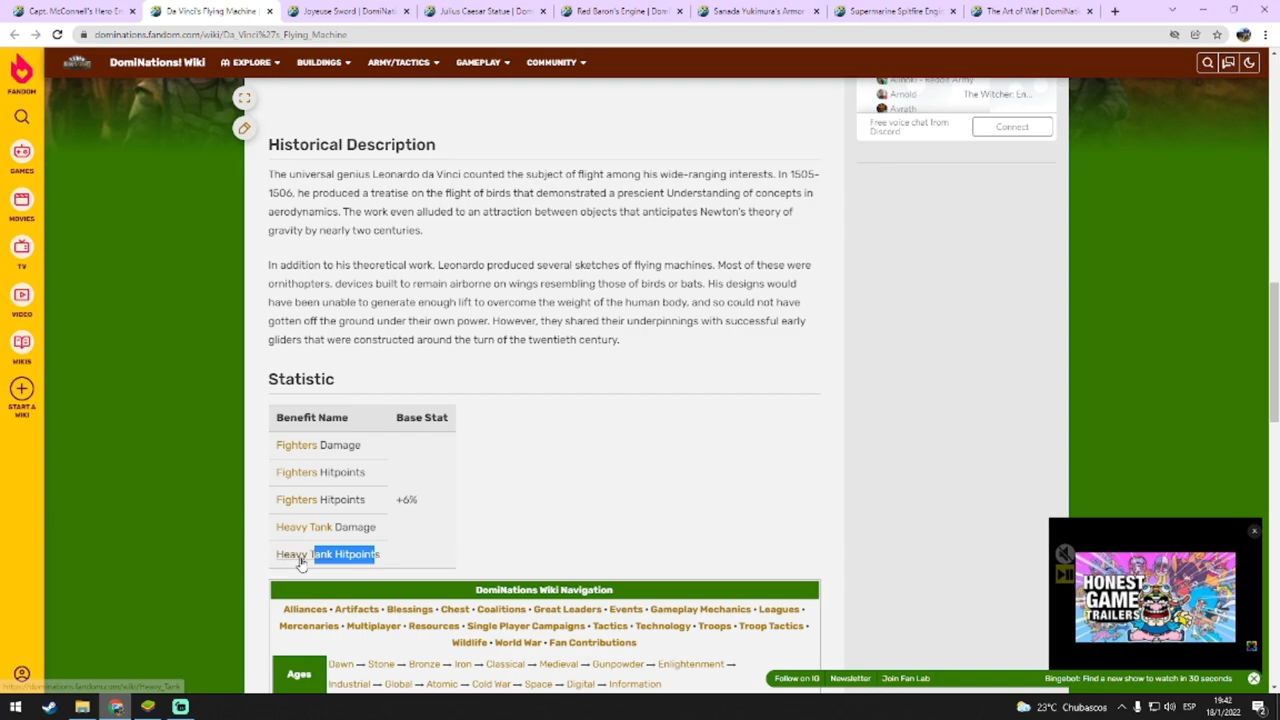 Capt. McConnell's Hero En
Da Vinci's Flying Machine |
Joyeuse Sword | DomiNation
Julius Caesar Statue | Domi
Red Baron's Engine | Domi
Sanada Yukimura's Armor
Supermarine Spitfire Engin
The Art of War | DomiNatio
dominations.fandom.com/wiki/Da_Vinci%27s_Flying_Machine
FANDOM
DomiNations! Wiki
EXPLORE
BUILDINGS
ARMY/TACTICS
GAMEPLAY
COMMUNITY
GAMES
MOVIES
TV
VIDEO
WIKIS
START A
WIKI
Arnold
The Witcher: En...
Avrath
Free voice chat from
Discord
Connect
Historical Description
The universal genius Leonardo da Vinci counted the subject of flight among his wide-ranging interests. In 1505-
1506, he produced a treatise on the flight of birds that demonstrated a prescient Understanding of concepts in
aerodynamics. The work even alluded to an attraction between objects that anticipates Newton's theory of
gravity by nearly two centuries.
In addition to his theoretical work, Leonardo produced several sketches of flying machines. Most of these were
ornithopters, devices built to remain airborne on wings resembling those of birds or bats. His designs would
have been unable to generate enough lift to overcome the weight of the human body, and so could not have
gotten off the ground under their own power. However, they shared their underpinnings with successful early
gliders that were constructed around the turn of the twentieth century.
Statistic
Benefit Name Base Stat
Fighters Damage
Fighters Hitpoints
Fighters Hitpoints +6%
Heavy Tank Damage
Heavy Tank Hitpoints
HONEST
GAME
TRAILERS
DomiNations Wiki Navigation
Alliances • Artifacts • Blessings • Chest • Coalitions • Great Leaders • Events • Gameplay Mechanics • Leagues •
Mercenaries • Multiplayer • Resources • Single Player Campaigns • Tactics • Technology • Troops • Troop Tactics •
Wildlife • World War • Fan Contributions
Ages
Dawn → Stone → Bronze → Iron → Classical → Medieval → Gunpowder → Enlightenment →
Industrial → Global → Atomic → Cold War → Space → Digital → Information
Follow on IG
Newsletter
Join Fan Lab
Bingebot: Find a new show to watch in 30 seconds
https://dominations.fandom.com/wiki/Heavy_Tank
23°C Chubascos
ESP
19:42
18/1/2022
2